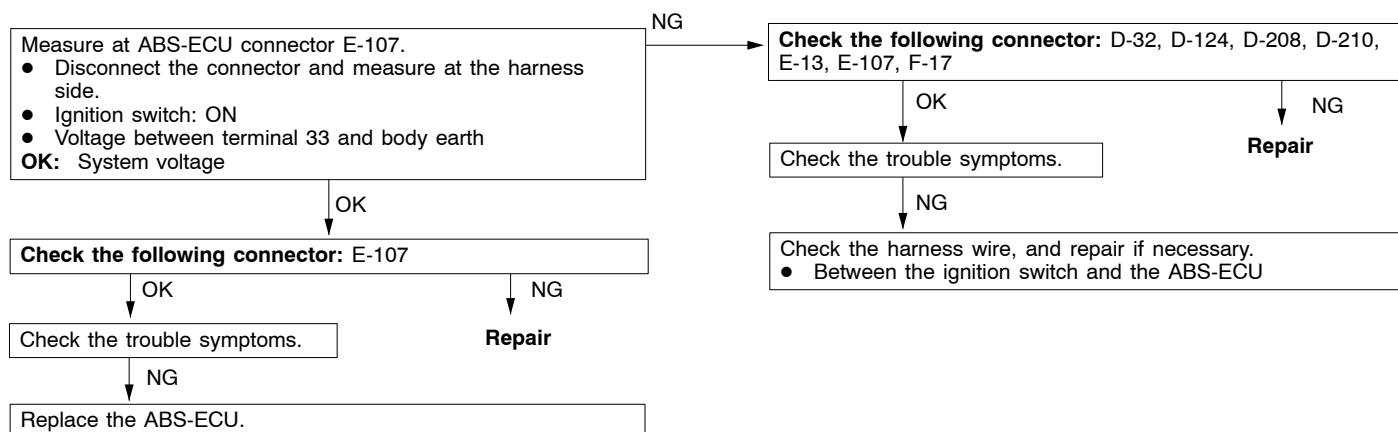 Measure at ABS-ECU connector E-107.
● Disconnect the connector and measure at the harness
side.
● Ignition switch: ON
● Voltage between terminal 33 and body earth
OK: System voltage
NG
Check the following connector: D-32, D-124, D-208, D-210,
E-13, E-107, F-17
OK
NG
Repair
Check the trouble symptoms.
NG
Check the harness wire, and repair if necessary.
● Between the ignition switch and the ABS-ECU
OK
Check the following connector: E-107
OK
NG
Repair
Check the trouble symptoms.
NG
Replace the ABS-ECU.